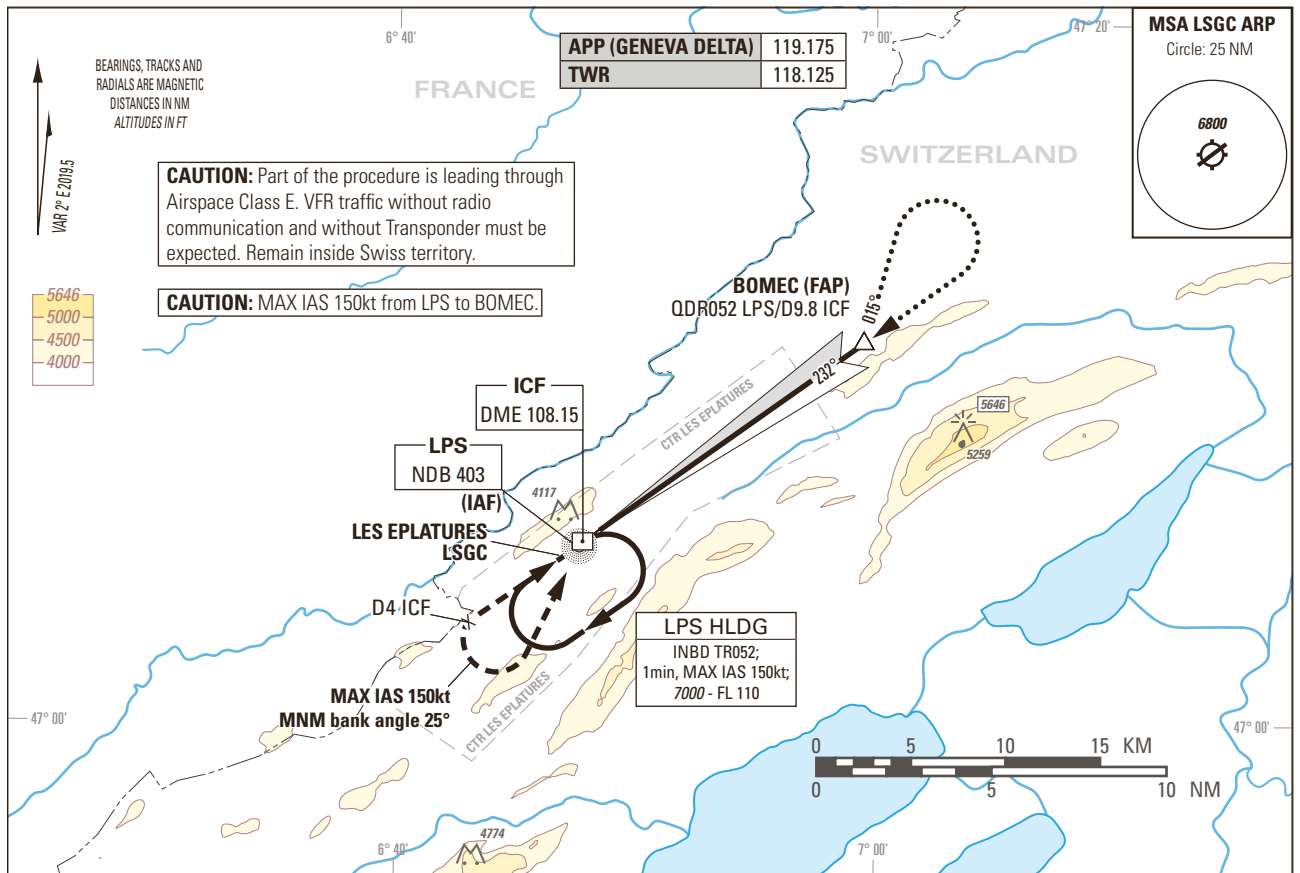 6° 40'
7° 00'
47° 20'
MSA LSGC ARP
Circle: 25 NM
6800
APP (GENEVA DELTA) 119.175
TWR 118.125
BEARINGS, TRACKS AND
RADIALS ARE MAGNETIC
DISTANCES IN NM
ALTITUDES IN FT
VAR 2° E 2019.5
FRANCE
SWITZERLAND
CAUTION: Part of the procedure is leading through
Airspace Class E. VFR traffic without radio
communication and without Transponder must be
expected. Remain inside Swiss territory.
CAUTION: MAX IAS 150kt from LPS to BOMEC.
5646
5000
4500
4000
BOMEC (FAP)
QDR052 LPS/D9.8 ICF
015°
232°
CTR LES EPLATURES
ICF
DME 108.15
LPS
NDB 403
(IAF)
4117
LES EPLATURES
LSGC
5646
5259
D4 ICF
LPS HLDG
INBD TR052;
1min, MAX IAS 150kt;
7000 - FL 110
MAX IAS 150kt
MNM bank angle 25°
CTR LES EPLATURES
47° 00'
47° 00'
0 5 10 15 KM
0 5 10 NM
4774
6° 40'
7° 00'